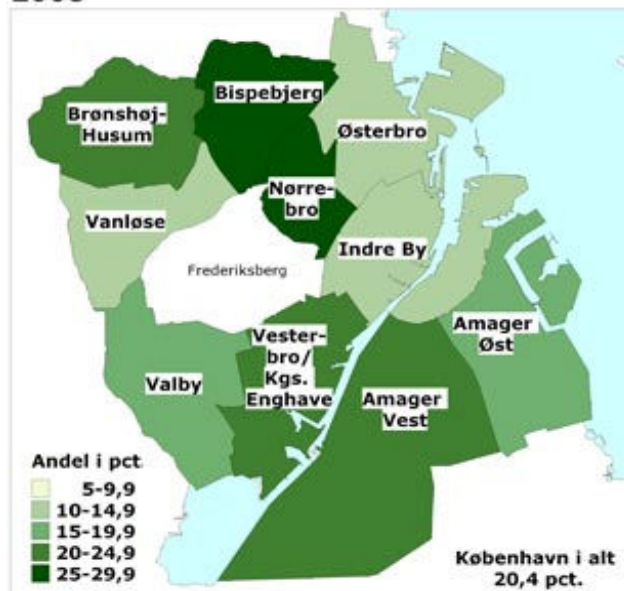 Bispebjerg
Brønshøj-
Husum
Østerbro
Nørre-
bro
Vanløse
Indre By
Frederiksberg
Amager
Øst
Vester-
bro/
Kgs.
Enghave
Valby
Amager
Vest
Andel i pct
5-9,9
10-14,9
15-19,9
20-24,9
25-29,9
København i alt
20,4 pct.